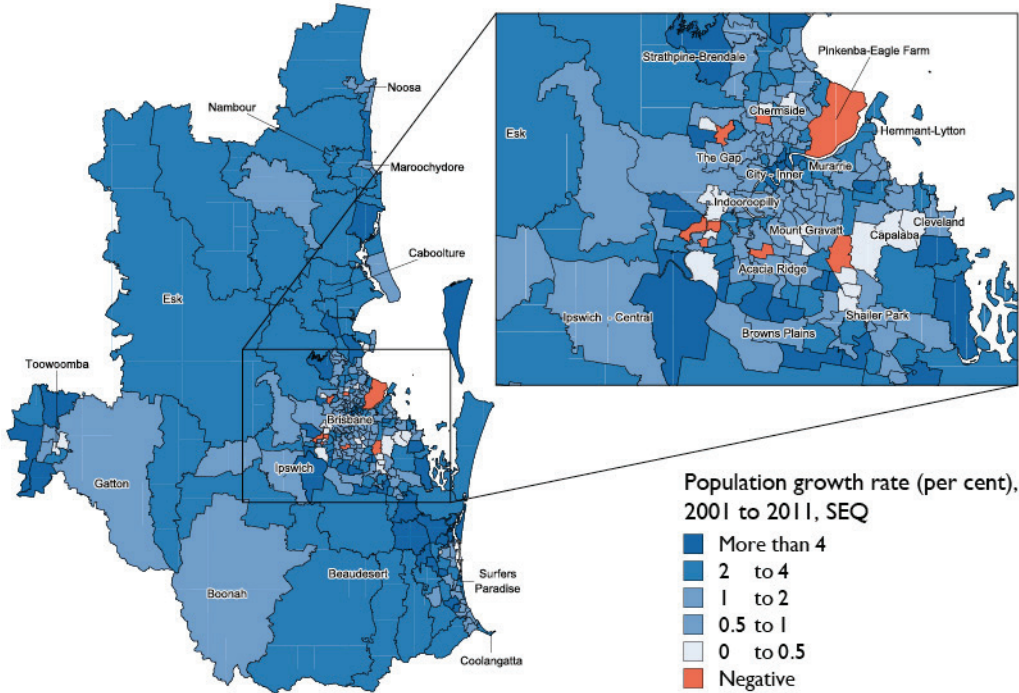 Noosa
Nambour
Maroochydore
Caboolture
Esk
Toowoomba
Brisbane
Ipswich
Gatton
Boonah
Beaudesert
Surfers
Paradise
Coolangatta
Strathpine-Brendale
Pinkenba-Eagle Farm
Chermside
Hemmant-Lytton
Esk
The Gap
Murarrie
City - Inner
Indooroopilly
Cleveland
Mount Gravatt
Capalaba
Acacia Ridge
Ipswich - Central
Shailer Park
Browns Plains
Population growth rate (per cent),
2001 to 2011, SEQ
More than 4
2 to 4
1 to 2
0.5 to 1
0 to 0.5
Negative